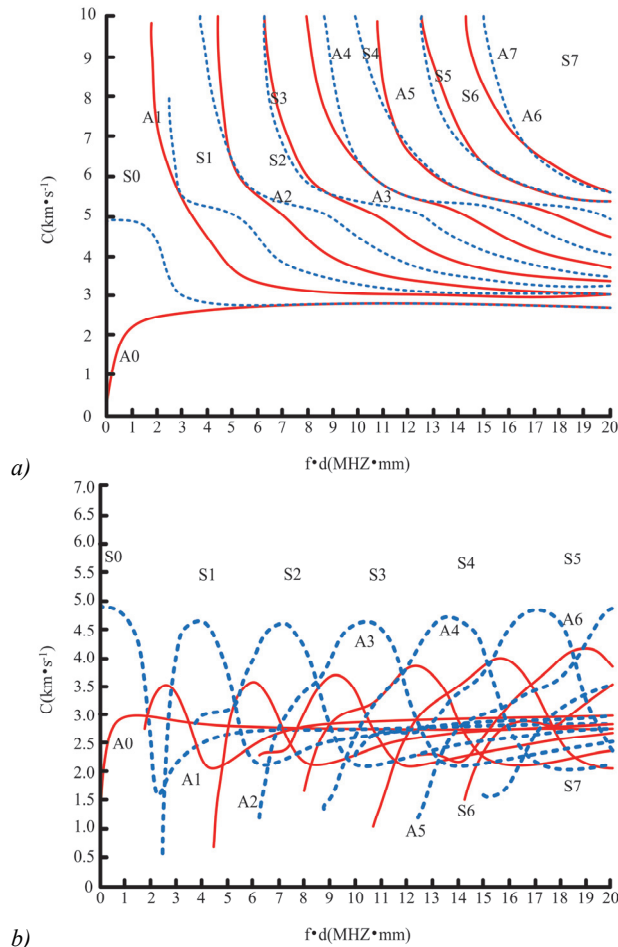 10
A4
S4
A7
S7
9
S5
S3
A5
S6
8
A1
A6
7
S1
S2
S0
6
A2
A3
5
C(km•s⁻¹)
4
3
2
A0
1
0
0 1 2 3 4 5 6 7 8 9 10 11 12 13 14 15 16 17 18 19 20
f•d(MHZ•mm)
a)
7.0
6.5
6.0
S0
S1
S2
S3
S4
S5
5.5
5.0
4.5
A3
A4
A6
4.0
C(km•s⁻¹)
3.5
3.0
2.5
A0
2.0
A1
S7
1.5
A2
S6
1.0
A5
0.5
0
0 1 2 3 4 5 6 7 8 9 10 11 12 13 14 15 16 17 18 19 20
f•d(MHZ•mm)
b)